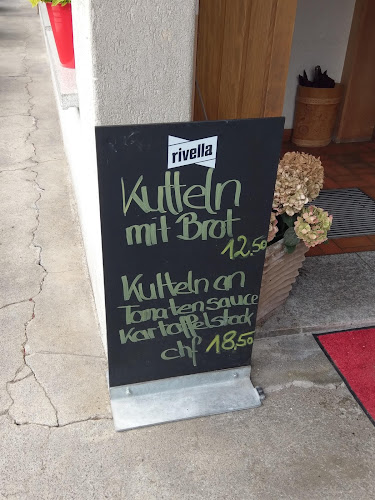 rivella
Kutteln
mit Brot
12.50
Kutteln an
Tomatensauce
Kartoffelstock
chf 18,50